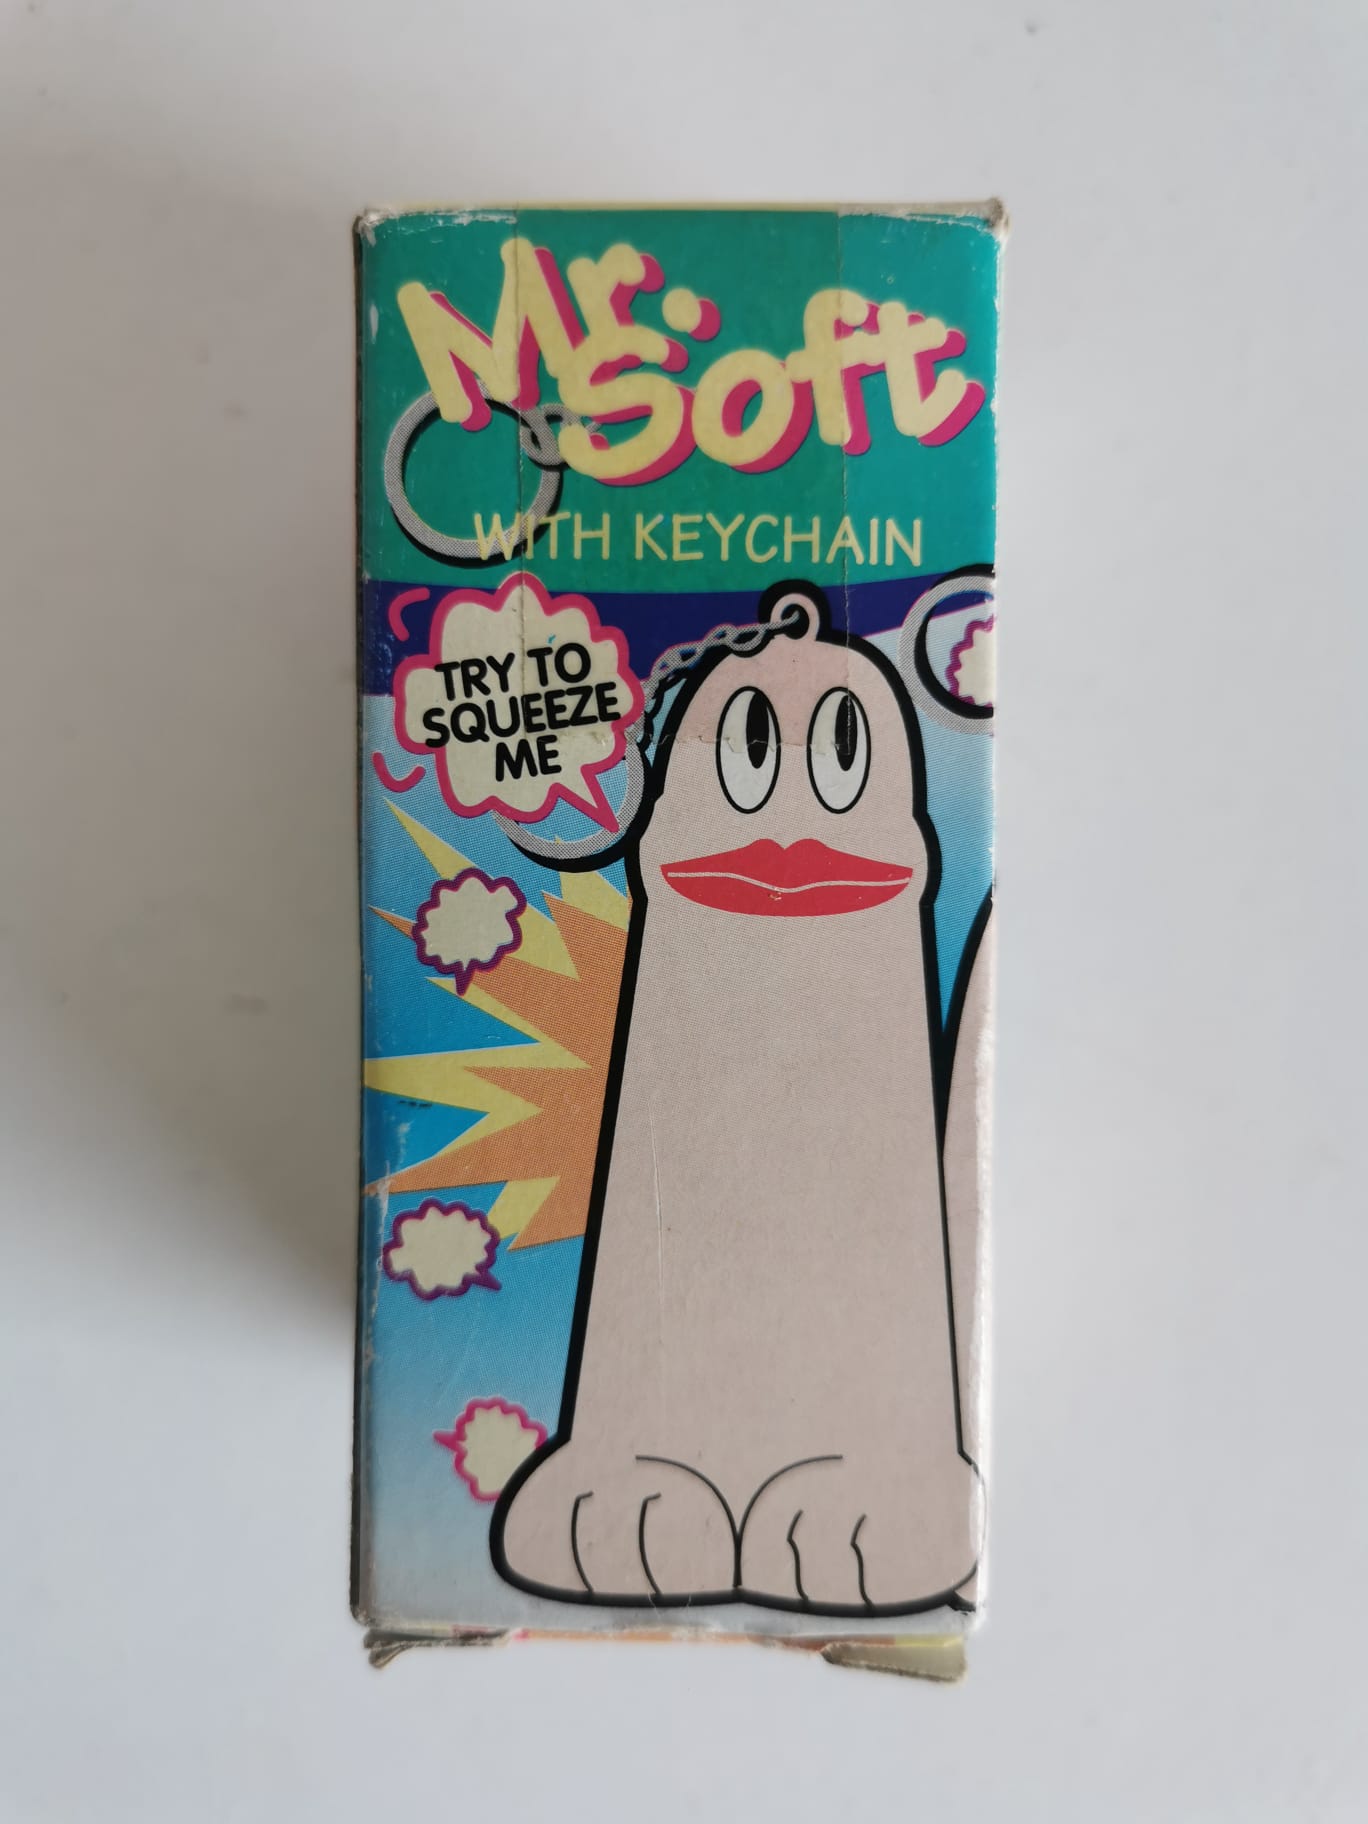 Mr.
Soft
WITH KEYCHAIN
TRY TO
SQUEEZE
ME